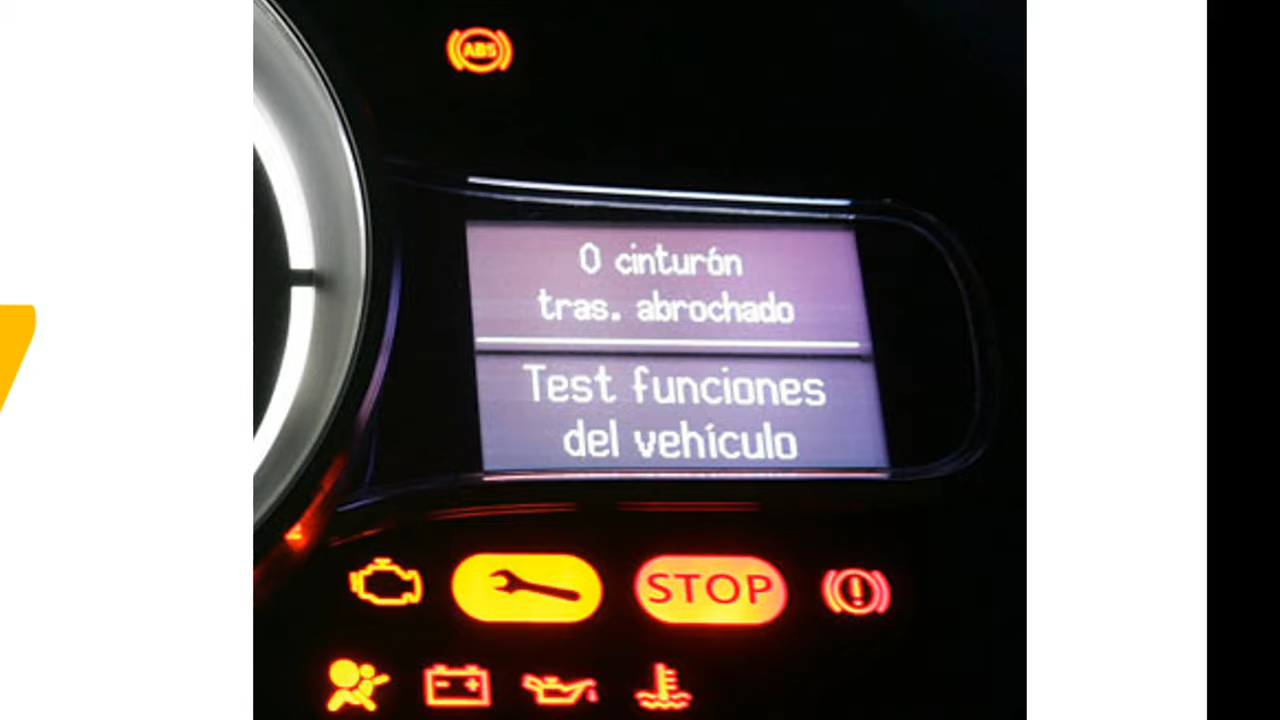 ABS
0 cinturón
tras. abrochado
Test funciones
del vehículo
STOP